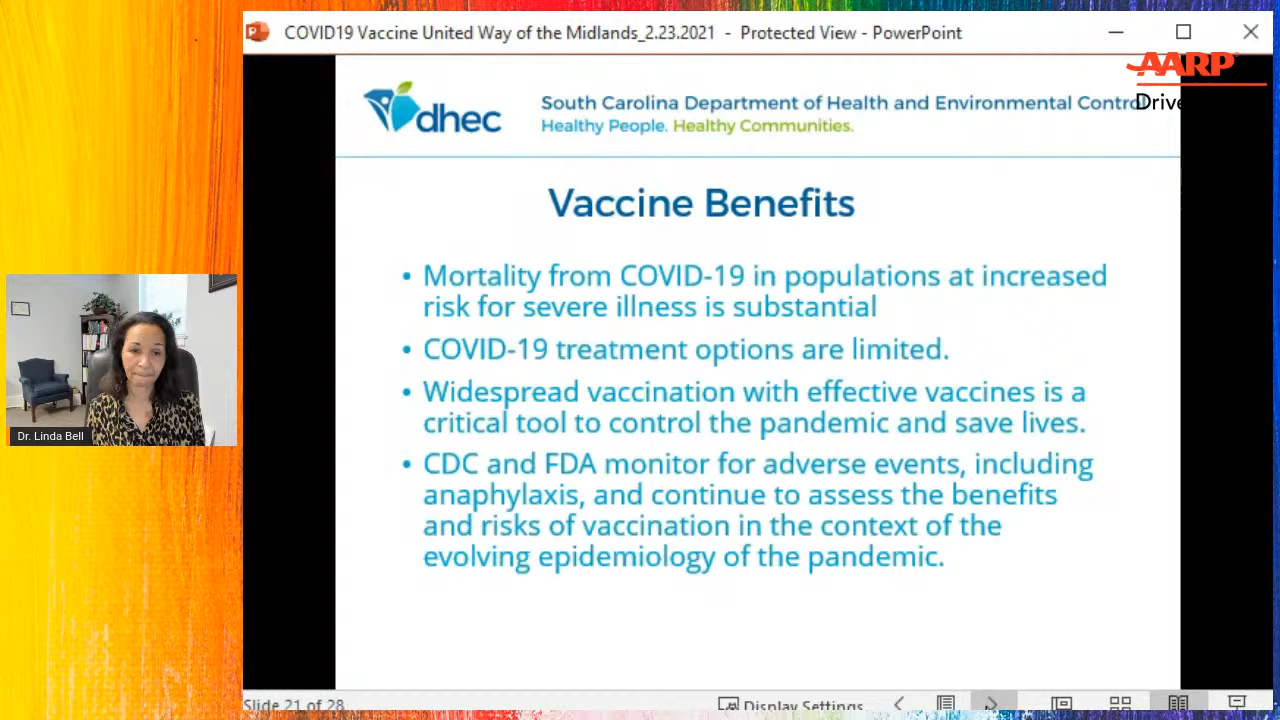 COVID19 Vaccine United Way of the Midlands_2.23.2021 - Protected View - PowerPoint
AARP
Drive
dhec
South Carolina Department of Health and Environmental Control
Healthy People. Healthy Communities.
Vaccine Benefits
• Mortality from COVID-19 in populations at increased
risk for severe illness is substantial
• COVID-19 treatment options are limited.
• Widespread vaccination with effective vaccines is a
critical tool to control the pandemic and save lives.
• CDC and FDA monitor for adverse events, including
anaphylaxis, and continue to assess the benefits
and risks of vaccination in the context of the
evolving epidemiology of the pandemic.
Dr. Linda Bell
Slide 21 of 28
Display Settings